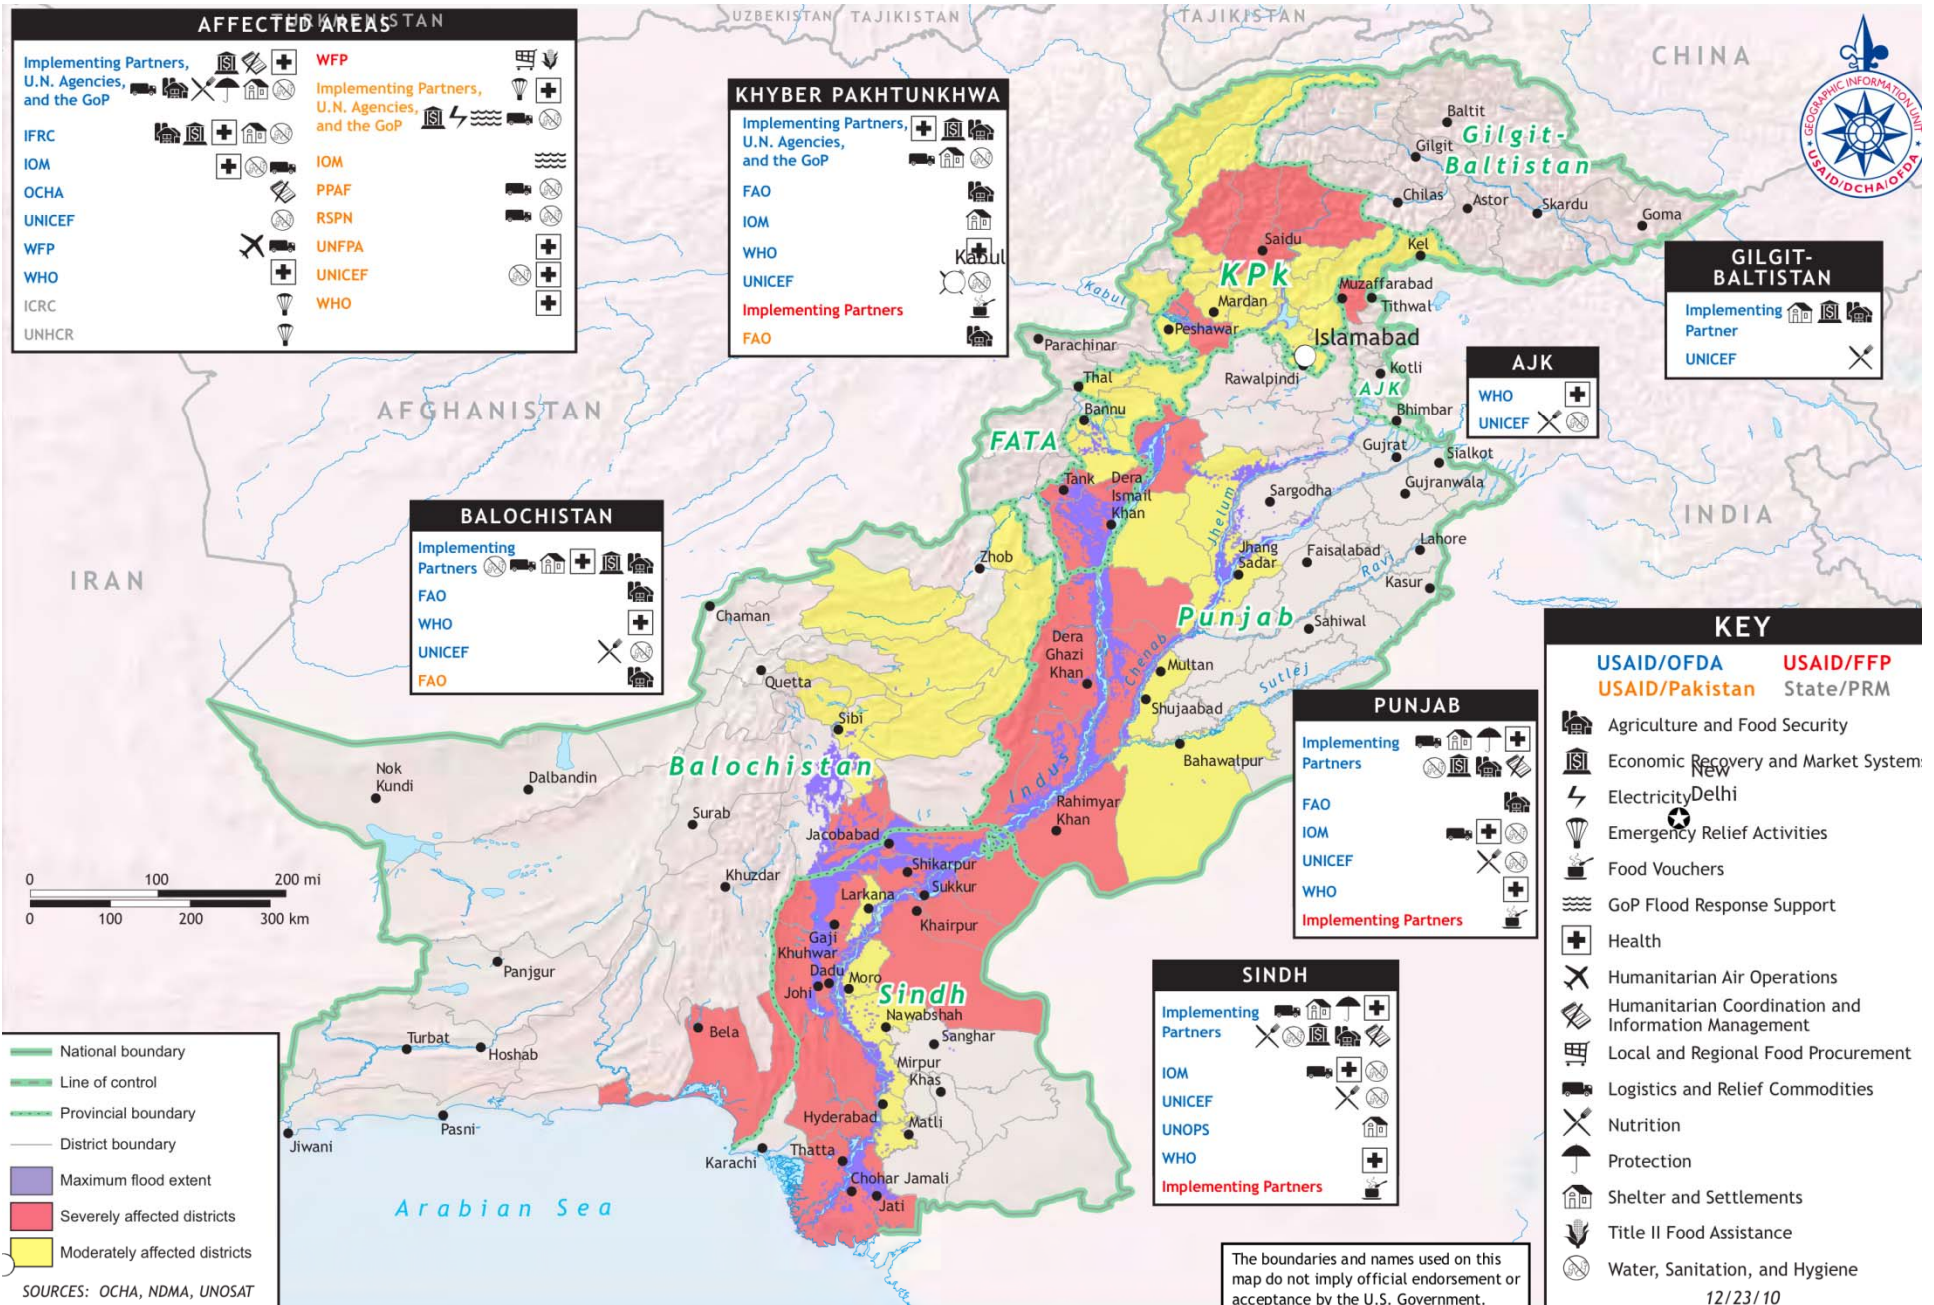 AFFECTED AREAS
TURKMENISTAN
Implementing Partners,
U.N. Agencies,
and the GoP
IFRC
IOM
OCHA
UNICEF
WFP
WHO
ICRC
UNHCR
WFP
Implementing Partners,
U.N. Agencies,
and the GoP
IOM
PPAF
RSPN
UNFPA
UNICEF
WHO
UZBEKISTAN
TAJIKISTAN
TAJIKISTAN
CHINA
GEOGRAPHIC INFORMATION UNIT
USAID/DCHA/OFDA
KHYBER PAKHTUNKHWA
Implementing Partners,
U.N. Agencies,
and the GoP
FAO
IOM
WHO
Kabul
UNICEF
Implementing Partners
FAO
Baltit
Gilgit
Gilgit-
Baltistan
Chilas
Astor
Skardu
Goma
Saidu
Kel
KPk
Kabul
Mardan
Muzaffarabad
Tithwal
Peshawar
Islamabad
Parachinar
Rawalpindi
Kotli
AJK
Thal
Bannu
Bhimbar
FATA
Gujrat
Sialkot
Tank
Dera
Ismail
Khan
Sargodha
Gujranwala
Jhelum
GILGIT-
BALTISTAN
Implementing
Partner
UNICEF
AJK
WHO
UNICEF
AFGHANISTAN
INDIA
IRAN
BALOCHISTAN
Implementing
Partners
FAO
WHO
UNICEF
FAO
Zhob
Jhang
Sadar
Faisalabad
Lahore
Ravi
Kasur
Chaman
Punjab
Sahiwal
Dera
Ghazi
Khan
Chenab
Multan
Sutlej
Quetta
Shujaabad
Sibi
Bahawalpur
Balochistan
Indus
Nok
Kundi
Dalbandin
Rahimyar
Khan
Surab
Jacobabad
Shikarpur
Khuzdar
Larkana
Sukkur
Khairpur
Gaji
Khuhwar
Panjgur
Dadu
Moro
Johi
Sindh
Nawabshah
Bela
Sanghar
Turbat
Hoshab
Mirpur
Khas
Hyderabad
Matli
Pasni
Jiwani
Karachi
Thatta
Chohar Jamali
Jati
Arabian Sea
0 100 200 mi
0 100 200 300 km
National boundary
Line of control
Provincial boundary
District boundary
Maximum flood extent
Severely affected districts
Moderately affected districts
SOURCES: OCHA, NDMA, UNOSAT
PUNJAB
Implementing
Partners
FAO
IOM
UNICEF
WHO
Implementing Partners
SINDH
Implementing
Partners
IOM
UNICEF
UNOPS
WHO
Implementing Partners
The boundaries and names used on this
map do not imply official endorsement or
acceptance by the U.S. Government.
KEY
USAID/OFDA USAID/FFP
USAID/Pakistan State/PRM
Agriculture and Food Security
Economic Recovery and Market Systems
New
Delhi
Electricity
Emergency Relief Activities
Food Vouchers
GoP Flood Response Support
Health
Humanitarian Air Operations
Humanitarian Coordination and
Information Management
Local and Regional Food Procurement
Logistics and Relief Commodities
Nutrition
Protection
Shelter and Settlements
Title II Food Assistance
Water, Sanitation, and Hygiene
12/23/10